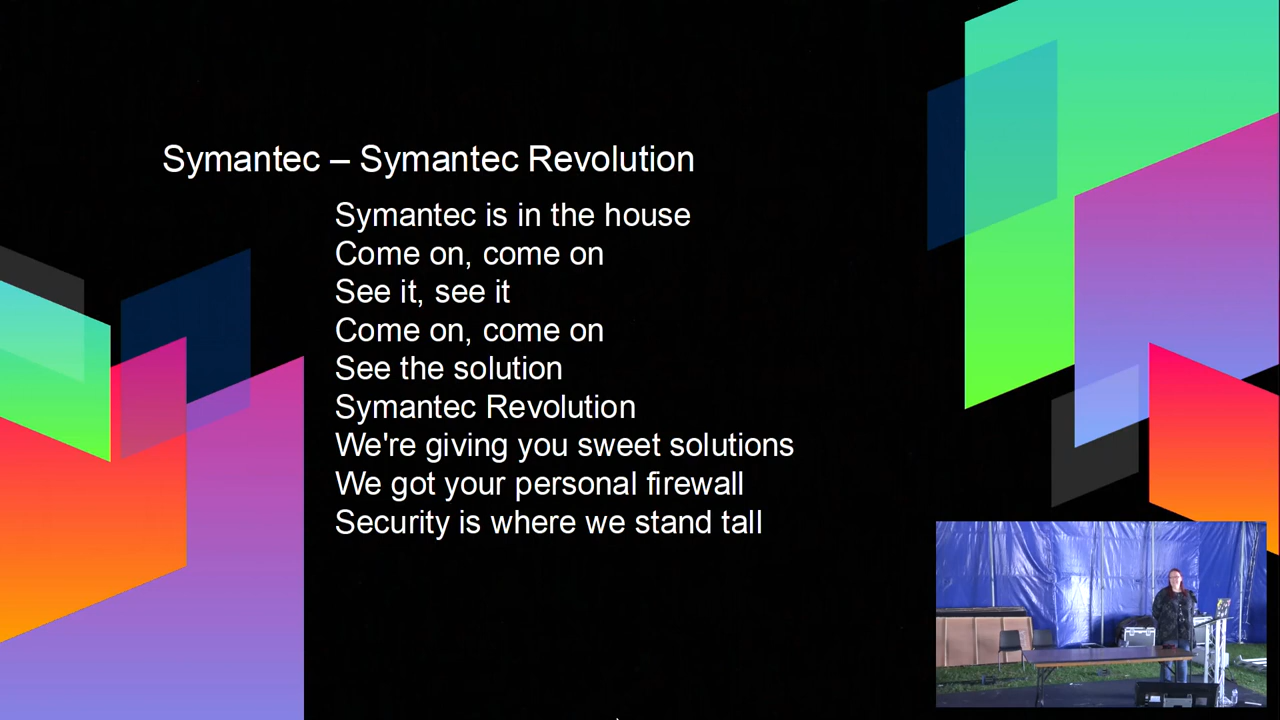 Symantec – Symantec Revolution
Symantec is in the house
Come on, come on
See it, see it
Come on, come on
See the solution
Symantec Revolution
We're giving you sweet solutions
We got your personal firewall
Security is where we stand tall